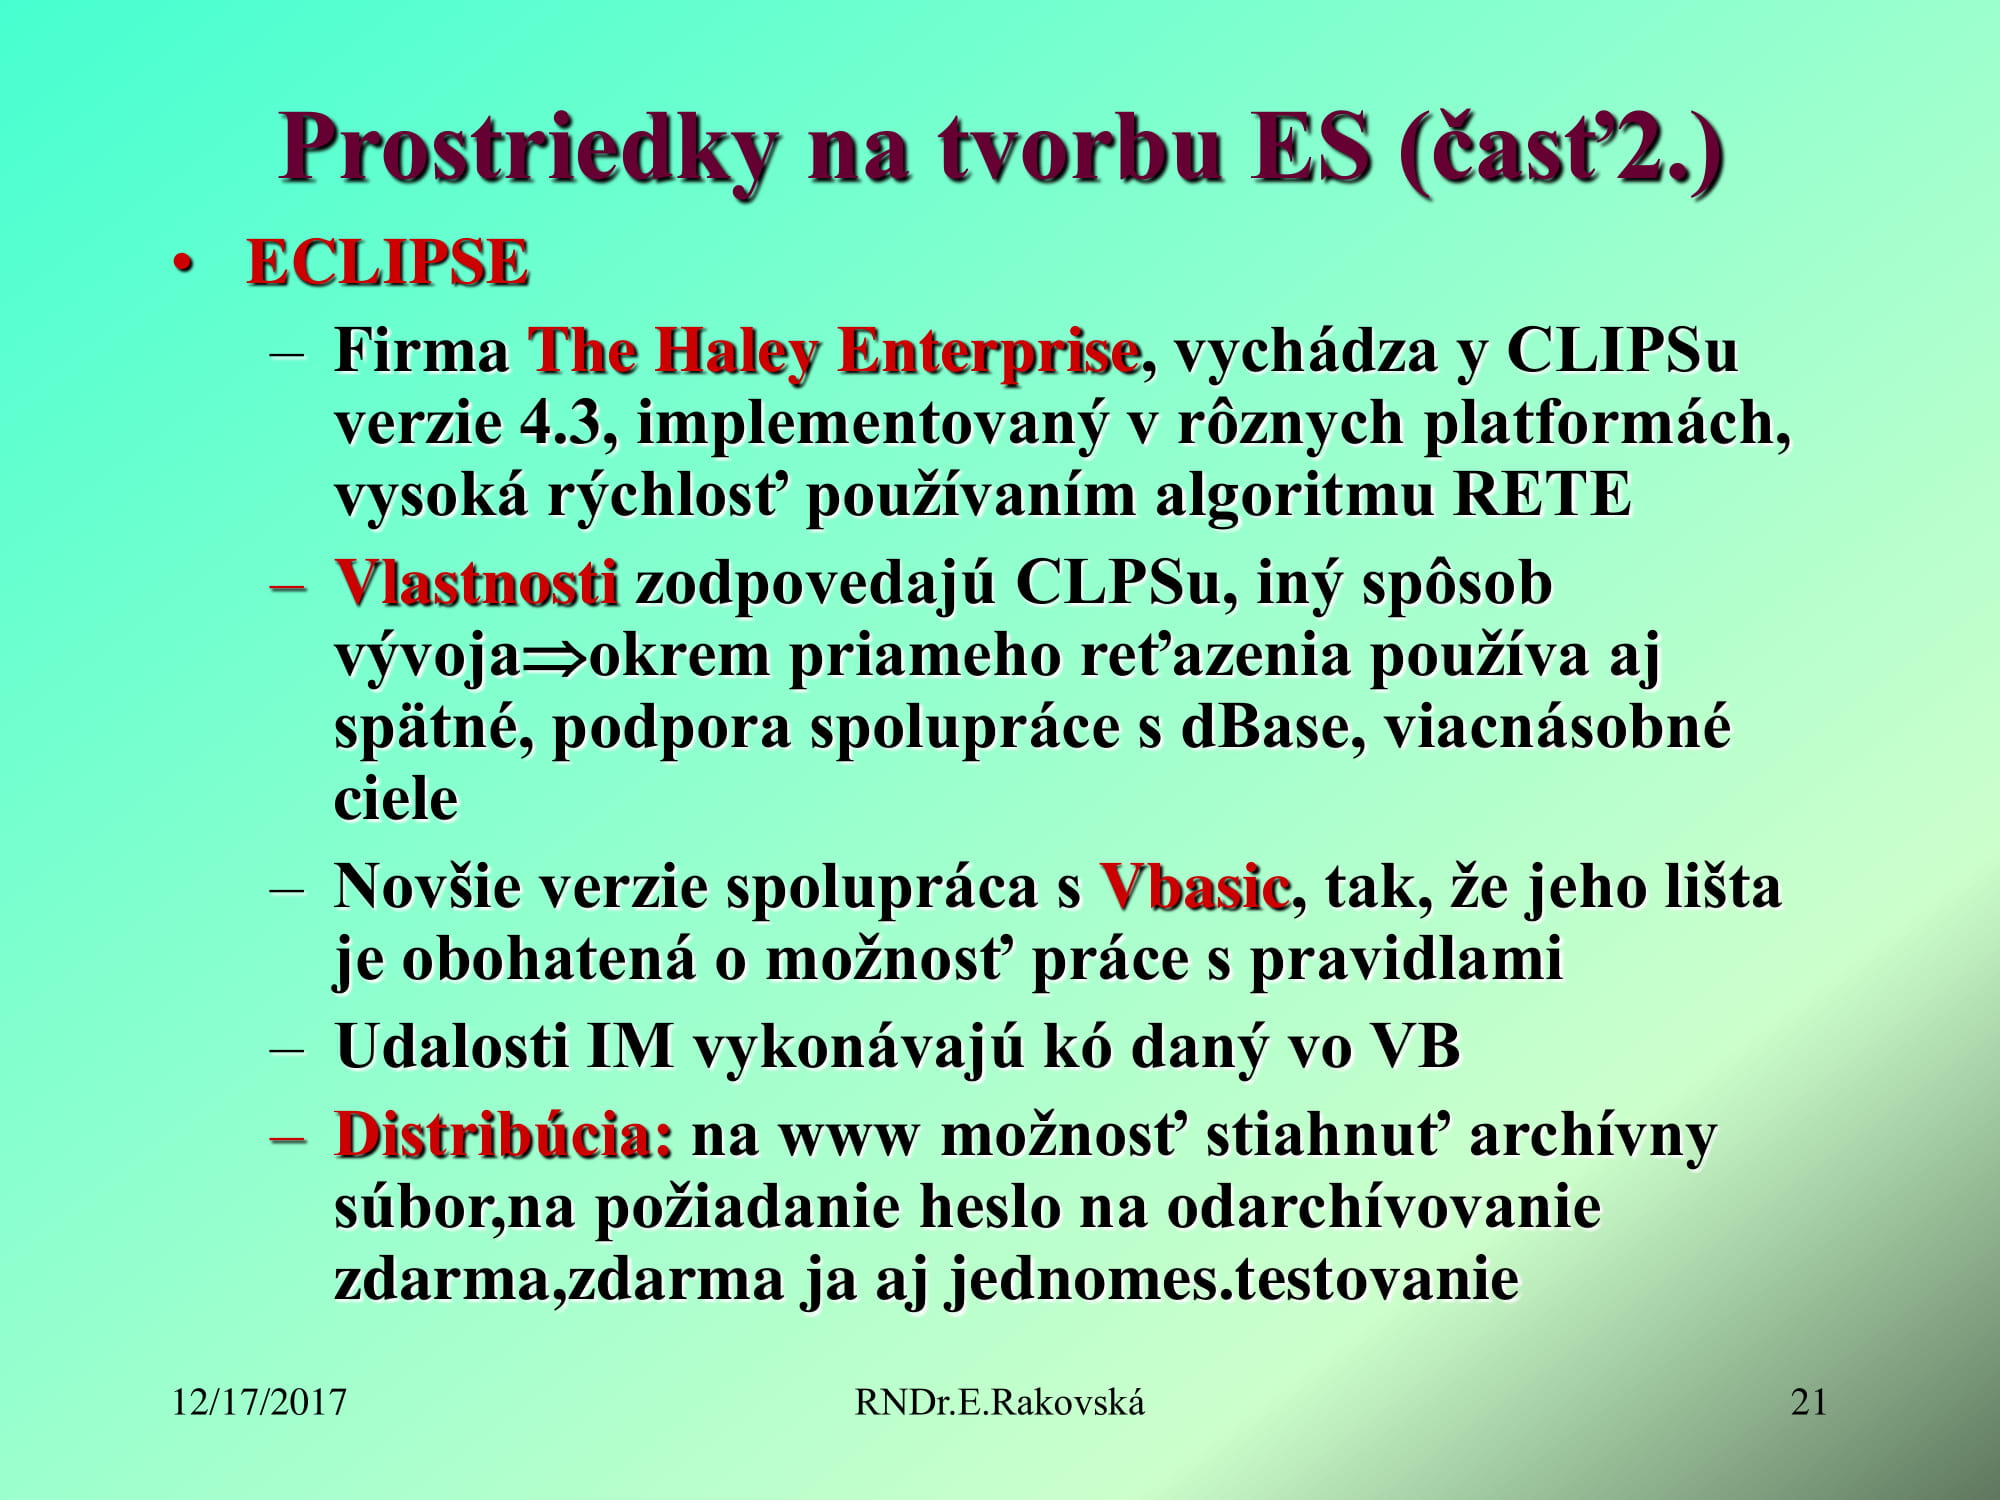 Prostriedky na tvorbu ES (časť2.)
• ECLIPSE
– Firma The Haley Enterprise, vychádza y CLIPSu
verzie 4.3, implementovaný v rôznych platformách,
vysoká rýchlosť používaním algoritmu RETE
– Vlastnosti zodpovedajú CLPSu, iný spôsob
vývoja⇒okrem priameho reťazenia používa aj
spätné, podpora spolupráce s dBase, viacnásobné
ciele
– Novšie verzie spolupráca s Vbasic, tak, že jeho lišta
je obohatená o možnosť práce s pravidlami
– Udalosti IM vykonávajú kó daný vo VB
– Distribúcia: na www možnosť stiahnuť archívny
súbor,na požiadanie heslo na odarchívovanie
zdarma,zdarma ja aj jednomes.testovanie
12/17/2017
RNDr.E.Rakovská
21